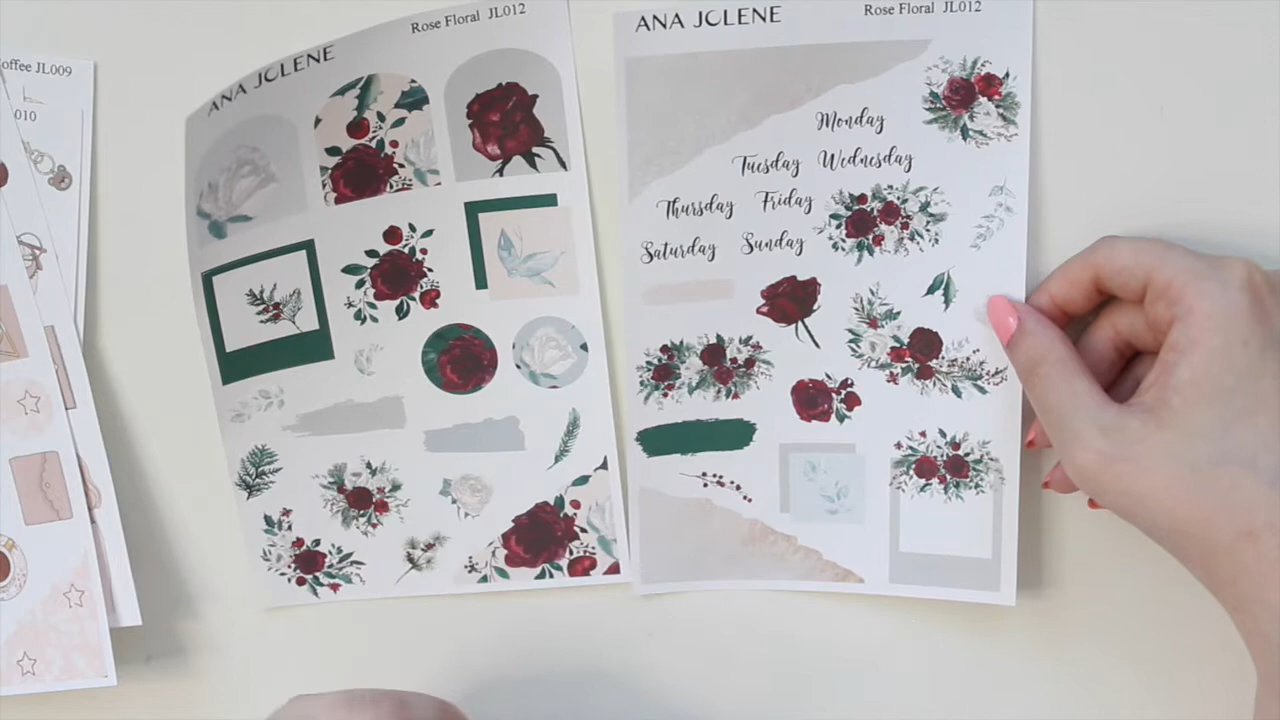 offee JL009
010
ANA JOLENE
Rose Floral JL012
ANA JOLENE
Rose Floral JL012
Monday
Tuesday Wednesday
Thursday Friday
Saturday Sunday